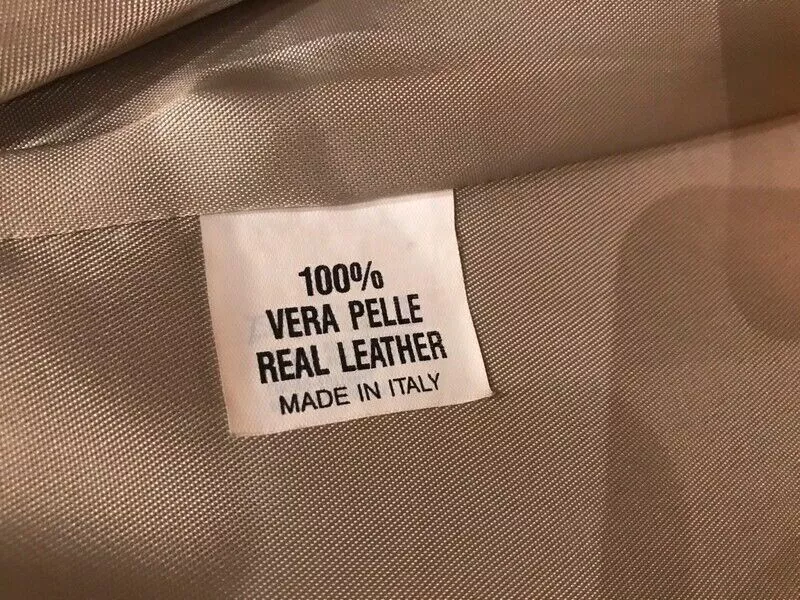 100%
VERA PELLE
REAL LEATHER
MADE IN ITALY